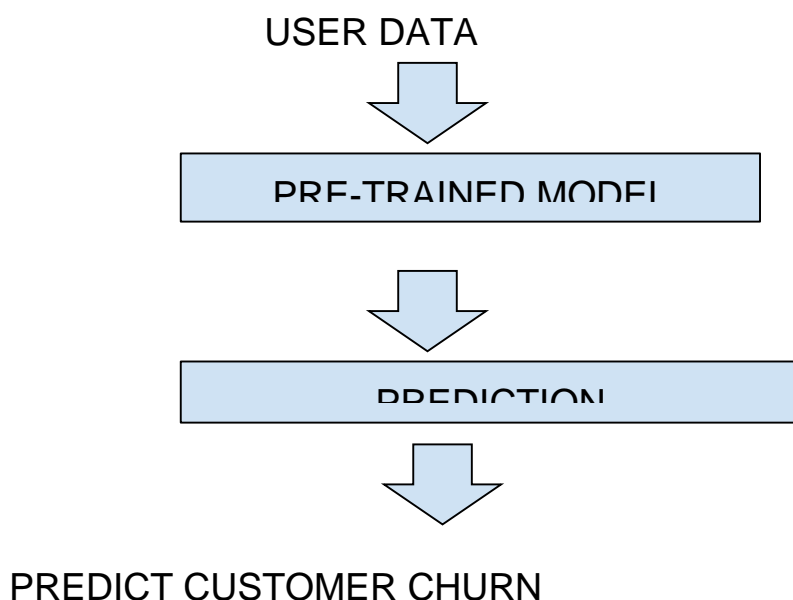 USER DATA
PRE-TRAINED MODEL
PREDICTION
PREDICT CUSTOMER CHURN